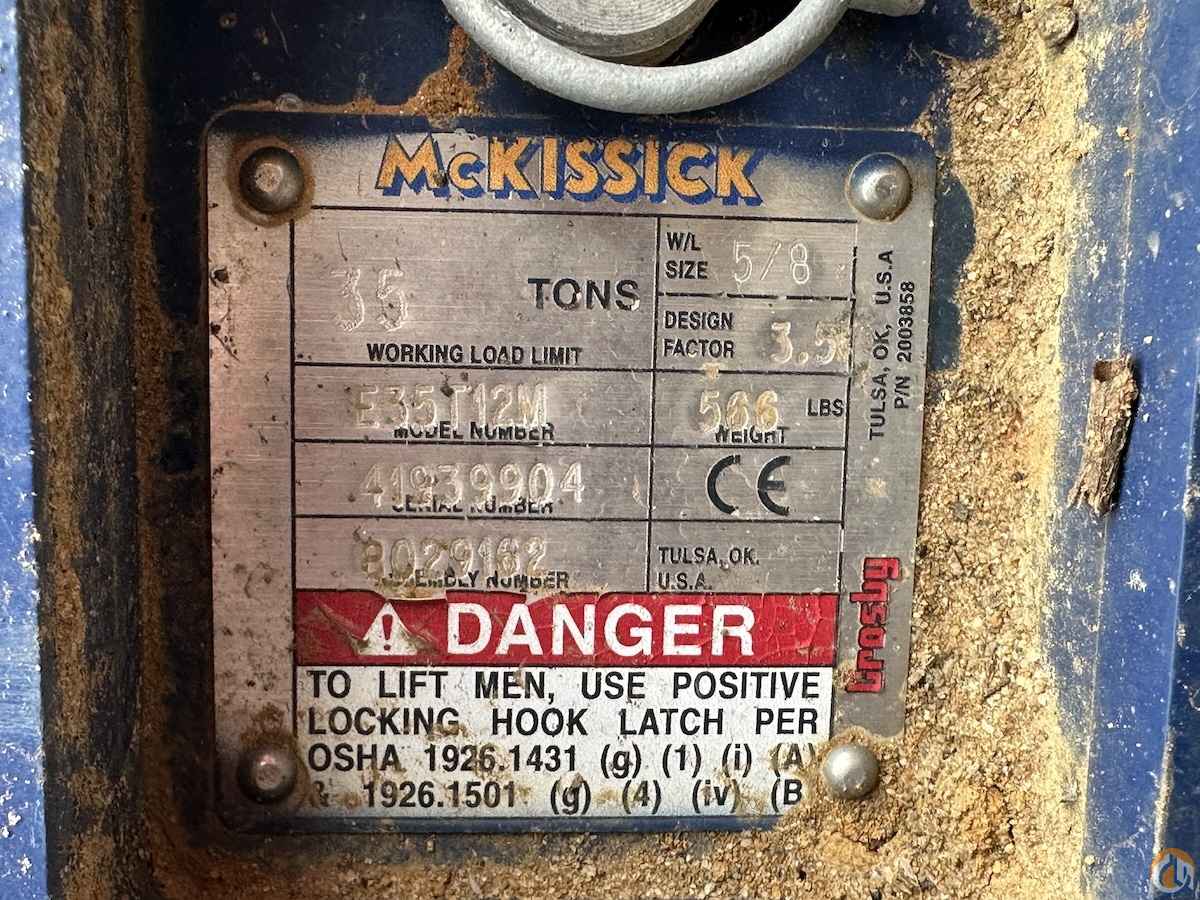 McKISSICK
35 TONS
WORKING LOAD LIMIT
W/L
SIZE 5/8
DESIGN
FACTOR 3.5
E35T12M
MODEL NUMBER
566 LBS
WEIGHT
41939904
SERIAL NUMBER
CE
8029162
ASSEMBLY NUMBER
TULSA, OK.
U.S.A.
DANGER
TO LIFT MEN, USE POSITIVE
LOCKING HOOK LATCH PER
OSHA 1926.1431 (g) (1) (i) (A)
& 1926.1501 (g) (4) (iv) (B
TULSA, OK, U.S.A
P/N 2003858
Crosby